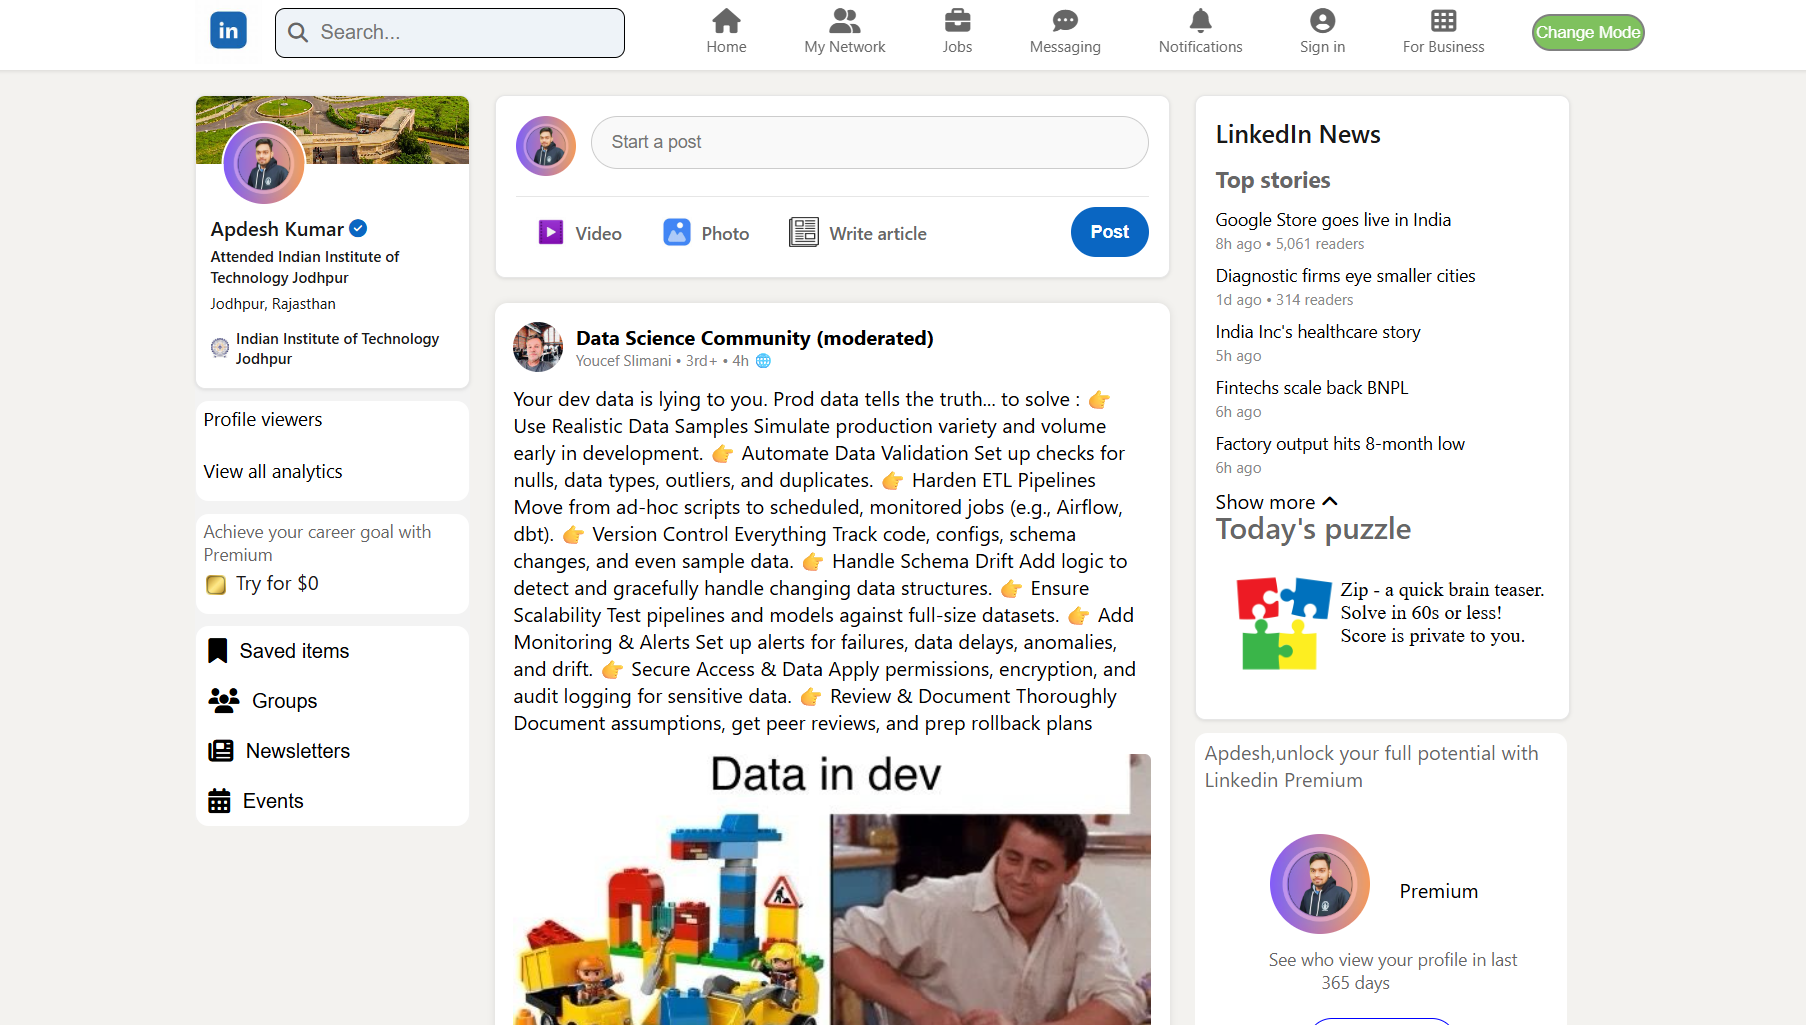 in
Search...
Home
My Network
Jobs
Messaging
Notifications
Sign in
For Business
Change Mode
Apdesh Kumar
Attended Indian Institute of
Technology Jodhpur
Jodhpur, Rajasthan
Indian Institute of Technology
Jodhpur
Profile viewers
View all analytics
Achieve your career goal with
Premium
Try for $0
Saved items
Groups
Newsletters
Events
Start a post
Video
Photo
Write article
Post
Data Science Community (moderated)
Youcef Slimani • 3rd+ • 4h
Your dev data is lying to you. Prod data tells the truth... to solve : 👉
Use Realistic Data Samples Simulate production variety and volume
early in development. 👉 Automate Data Validation Set up checks for
nulls, data types, outliers, and duplicates. 👉 Harden ETL Pipelines
Move from ad-hoc scripts to scheduled, monitored jobs (e.g., Airflow,
dbt). 👉 Version Control Everything Track code, configs, schema
changes, and even sample data. 👉 Handle Schema Drift Add logic to
detect and gracefully handle changing data structures. 👉 Ensure
Scalability Test pipelines and models against full-size datasets. 👉 Add
Monitoring & Alerts Set up alerts for failures, data delays, anomalies,
and drift. 👉 Secure Access & Data Apply permissions, encryption, and
audit logging for sensitive data. 👉 Review & Document Thoroughly
Document assumptions, get peer reviews, and prep rollback plans
Data in dev
LinkedIn News
Top stories
Google Store goes live in India
8h ago • 5,061 readers
Diagnostic firms eye smaller cities
1d ago • 314 readers
India Inc's healthcare story
5h ago
Fintechs scale back BNPL
6h ago
Factory output hits 8-month low
6h ago
Show more
Today's puzzle
Zip - a quick brain teaser.
Solve in 60s or less!
Score is private to you.
Apdesh,unlock your full potential with
Linkedin Premium
Premium
See who view your profile in last
365 days